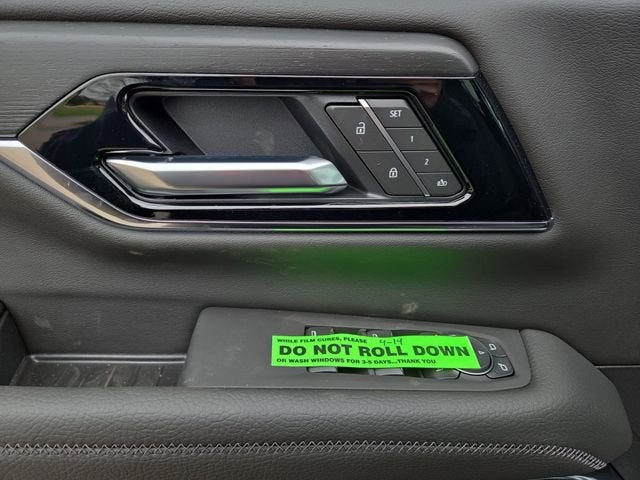 SET
1
2
WHILE FILM CURES, PLEASE 4-14
DO NOT ROLL DOWN
OR WASH WINDOWS FOR 3-5 DAYS...THANK YOU